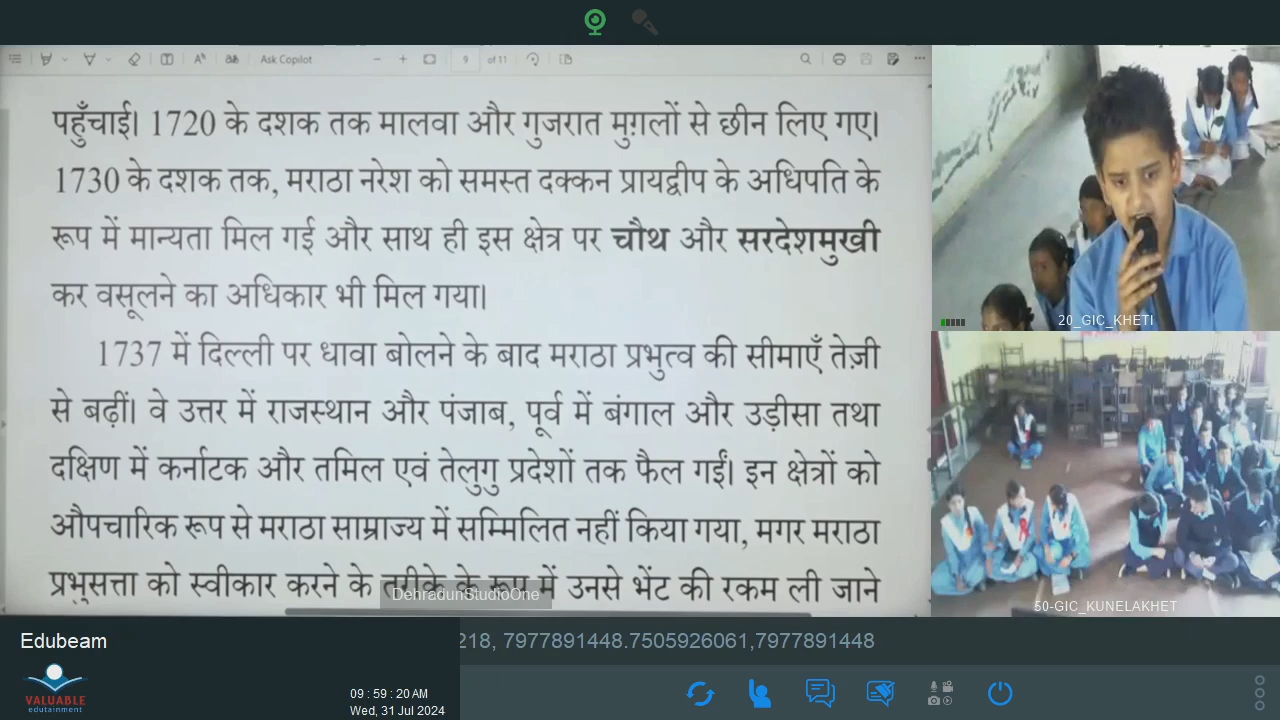 Ask Copilot
9
of 11
पहुँचाई। 1720 के दशक तक मालवा और गुजरात मुग़लों से छीन लिए गए।
1730 के दशक तक, मराठा नरेश को समस्त दक्कन प्रायद्वीप के अधिपति के
रूप में मान्यता मिल गई और साथ ही इस क्षेत्र पर चौथ और सरदेशमुखी
कर वसूलने का अधिकार भी मिल गया।
1737 में दिल्ली पर धावा बोलने के बाद मराठा प्रभुत्व की सीमाएँ तेज़ी
से बढ़ीं। वे उत्तर में राजस्थान और पंजाब, पूर्व में बंगाल और उड़ीसा तथा
दक्षिण में कर्नाटक और तमिल एवं तेलुगु प्रदेशों तक फैल गईं। इन क्षेत्रों को
औपचारिक रूप से मराठा साम्राज्य में सम्मिलित नहीं किया गया, मगर मराठा
प्रभुसत्ता को स्वीकार करने के तरीके के रूप में उनसे भेंट की रकम ली जाने
DehradunStudioOne
20_GIC_KHETI
50-GIC_KUNELAKHET
Edubeam
218, 7977891448.7505926061,7977891448
VALUABLE
edutainment
09 : 59 : 20 AM
Wed, 31 Jul 2024